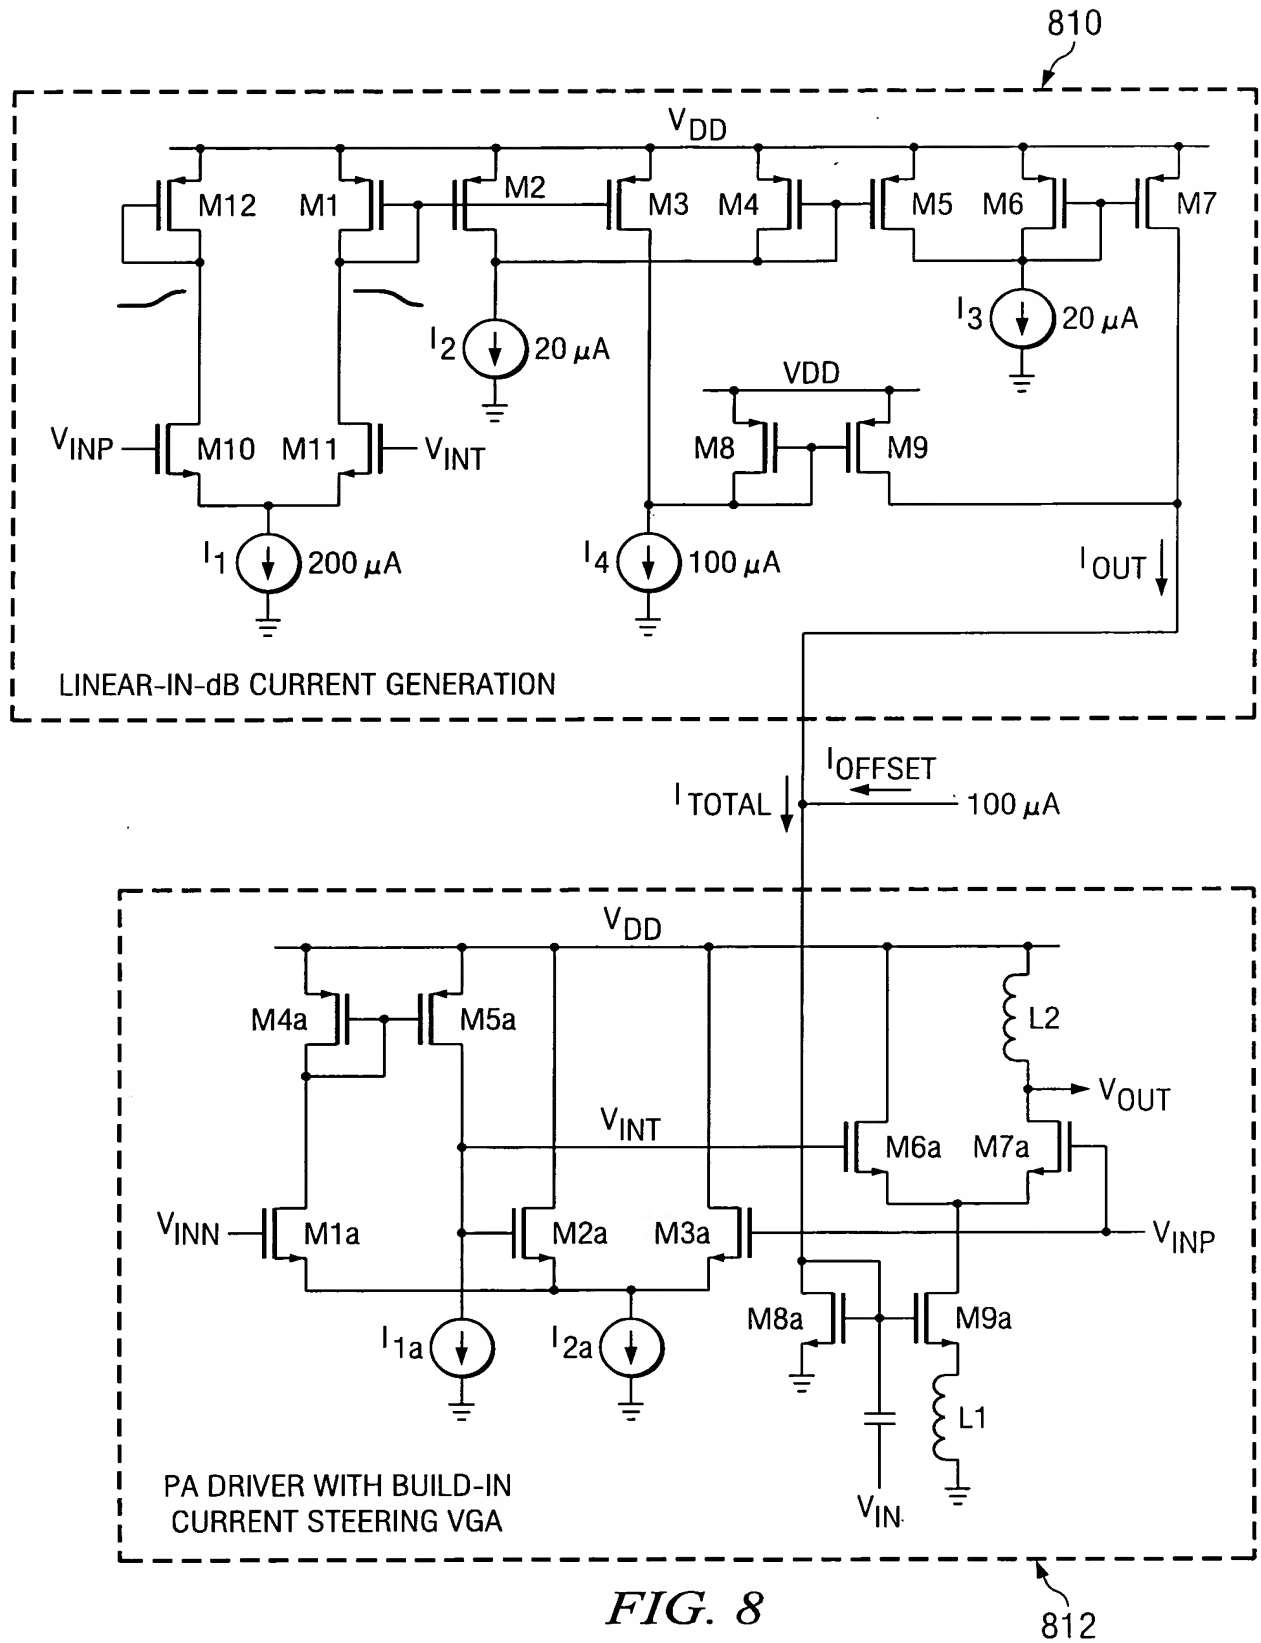 810
VDD
M12
M1
M2
M3
M4
M5
M6
M7
I2
20 µA
I3
20 µA
VDD
VINP
M10
M11
VINT
M8
M9
I1
200 µA
I4
100 µA
IOUT
LINEAR-IN-dB CURRENT GENERATION
IOFFSET
ITOTAL
100 µA
VDD
M4a
M5a
L2
VOUT
VINT
M6a
M7a
VINN
M1a
M2a
M3a
VINP
M8a
M9a
I1a
I2a
L1
PA DRIVER WITH BUILD-IN
CURRENT STEERING VGA
VIN
FIG. 8
812